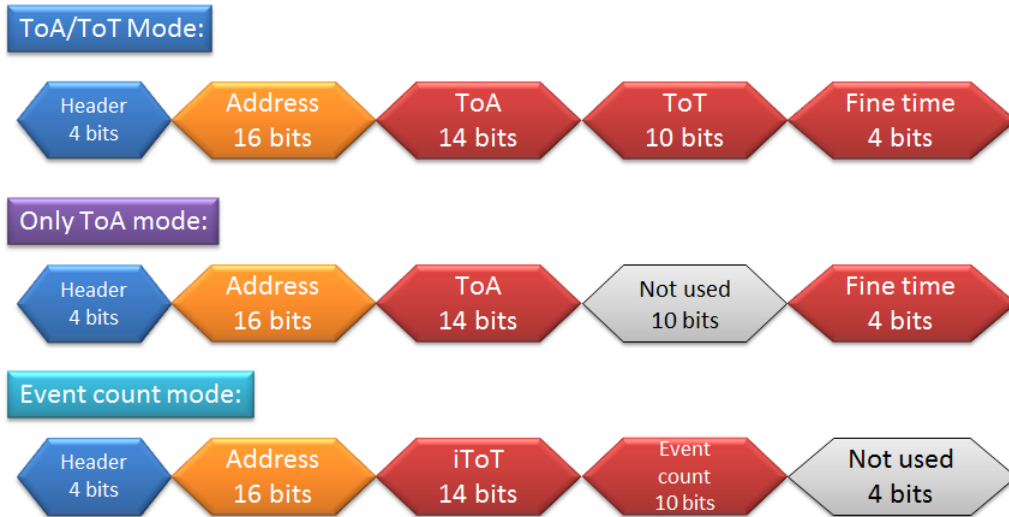 ToA/ToT Mode:
Header
4 bits
Address
16 bits
ToA
14 bits
ToT
10 bits
Fine time
4 bits
Only ToA mode:
Header
4 bits
Address
16 bits
ToA
14 bits
Not used
10 bits
Fine time
4 bits
Event count mode:
Header
4 bits
Address
16 bits
iToT
14 bits
Event
count
10 bits
Not used
4 bits